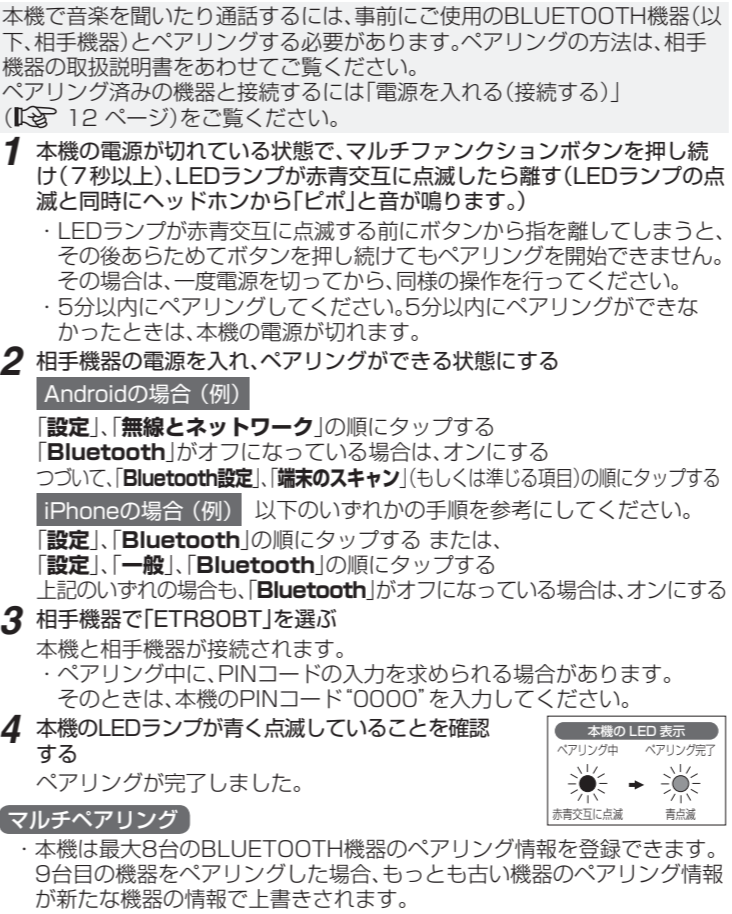 本機で音楽を聞いたり通話するには、事前にご使用のBLUETOOTH機器（以
下、相手機器）とペアリングする必要があります。ペアリングの方法は、相手
機器の取扱説明書をあわせてご覧ください。
ペアリング済みの機器と接続するには「電源を入れる（接続する）」
（ 12 ページ）をご覧ください。
1 本機の電源が切れている状態で、マルチファンクションボタンを押し続
け（7秒以上）、LEDランプが赤青交互に点滅したら離す（LEDランプの点
滅と同時にヘッドホンから「ピポ」と音が鳴ります。）
・LEDランプが赤青交互に点滅する前にボタンから指を離してしまうと、
その後あらためてボタンを押し続けてもペアリングを開始できません。
その場合は、一度電源を切ってから、同様の操作を行ってください。
・5分以内にペアリングしてください。5分以内にペアリングができな
かったときは、本機の電源が切れます。
2 相手機器の電源を入れ、ペアリングができる状態にする
Androidの場合（例）
「設定」、「無線とネットワーク」の順にタップする
「Bluetooth」がオフになっている場合は、オンにする
つづいて、「Bluetooth設定」、「端末のスキャン」（もしくは準じる項目）の順にタップする
iPhoneの場合（例） 以下のいずれかの手順を参考にしてください。
「設定」、「Bluetooth」の順にタップする または、
「設定」、「一般」、「Bluetooth」の順にタップする
上記のいずれの場合も、「Bluetooth」がオフになっている場合は、オンにする
3 相手機器で「ETR80BT」を選ぶ
本機と相手機器が接続されます。
・ペアリング中に、PINコードの入力を求められる場合があります。
そのときは、本機のPINコード“0000”を入力してください。
4 本機のLEDランプが青く点滅していることを確認
する
ペアリングが完了しました。
本機の LED 表示
ペアリング中 ペアリング完了
赤青交互に点滅 青点滅
マルチペアリング
・本機は最大8台のBLUETOOTH機器のペアリング情報を登録できます。
9台目の機器をペアリングした場合、もっとも古い機器のペアリング情報
が新たな機器の情報で上書きされます。